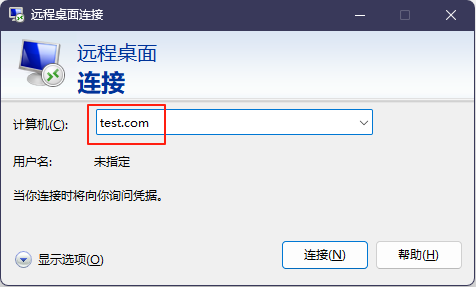 远程桌面连接
远程桌面
连接
计算机(C): test.com
用户名: 未指定
当你连接时将向你询问凭据。
显示选项(O) 连接(N) 帮助(H)